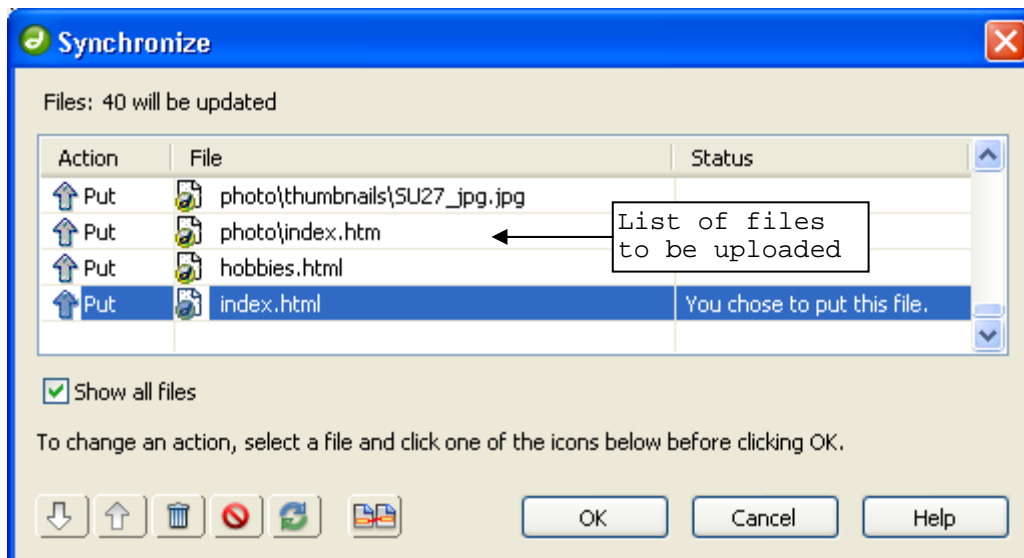 Synchronize
Files: 40 will be updated
Action File Status
Put photo\thumbnails\SU27_jpg.jpg
Put photo\index.htm
Put hobbies.html
Put index.html You chose to put this file.
List of files
to be uploaded
Show all files
To change an action, select a file and click one of the icons below before clicking OK.
OK Cancel Help